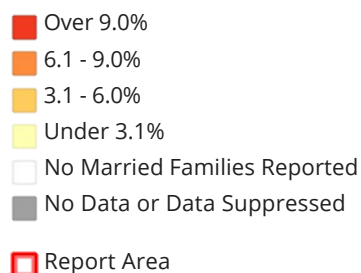 Over 9.0%
6.1 - 9.0%
3.1 - 6.0%
Under 3.1%
No Married Families Reported
No Data or Data Suppressed
Report Area